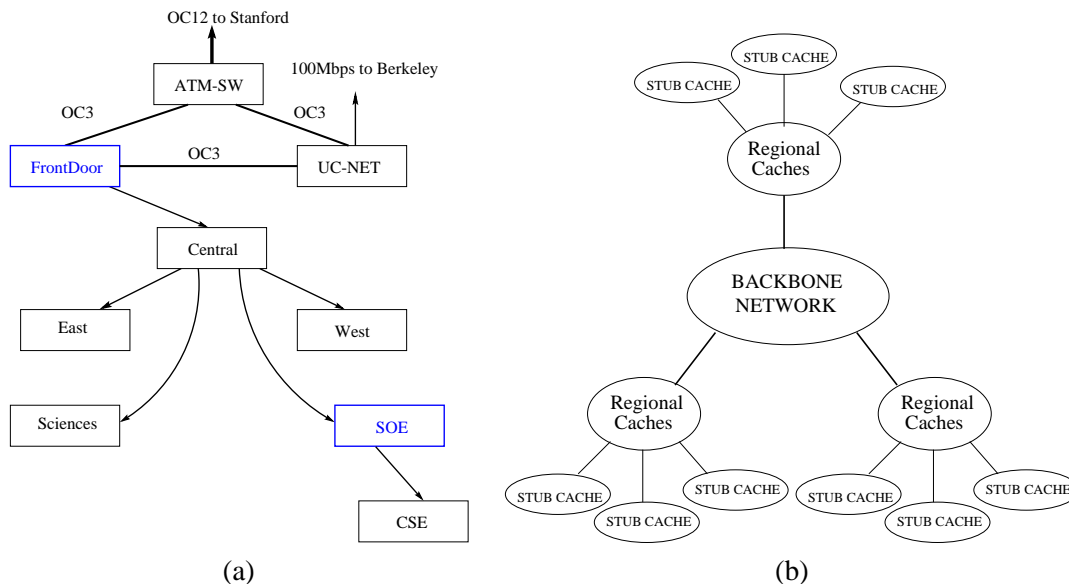 OC12 to Stanford
100Mbps to Berkeley
ATM-SW
OC3
OC3
FrontDoor
OC3
UC-NET
Central
East
West
Sciences
SOE
CSE
(a)
STUB CACHE
STUB CACHE
STUB CACHE
Regional
Caches
BACKBONE
NETWORK
Regional
Caches
Regional
Caches
STUB CACHE
STUB CACHE
STUB CACHE
STUB CACHE
STUB CACHE
STUB CACHE
(b)